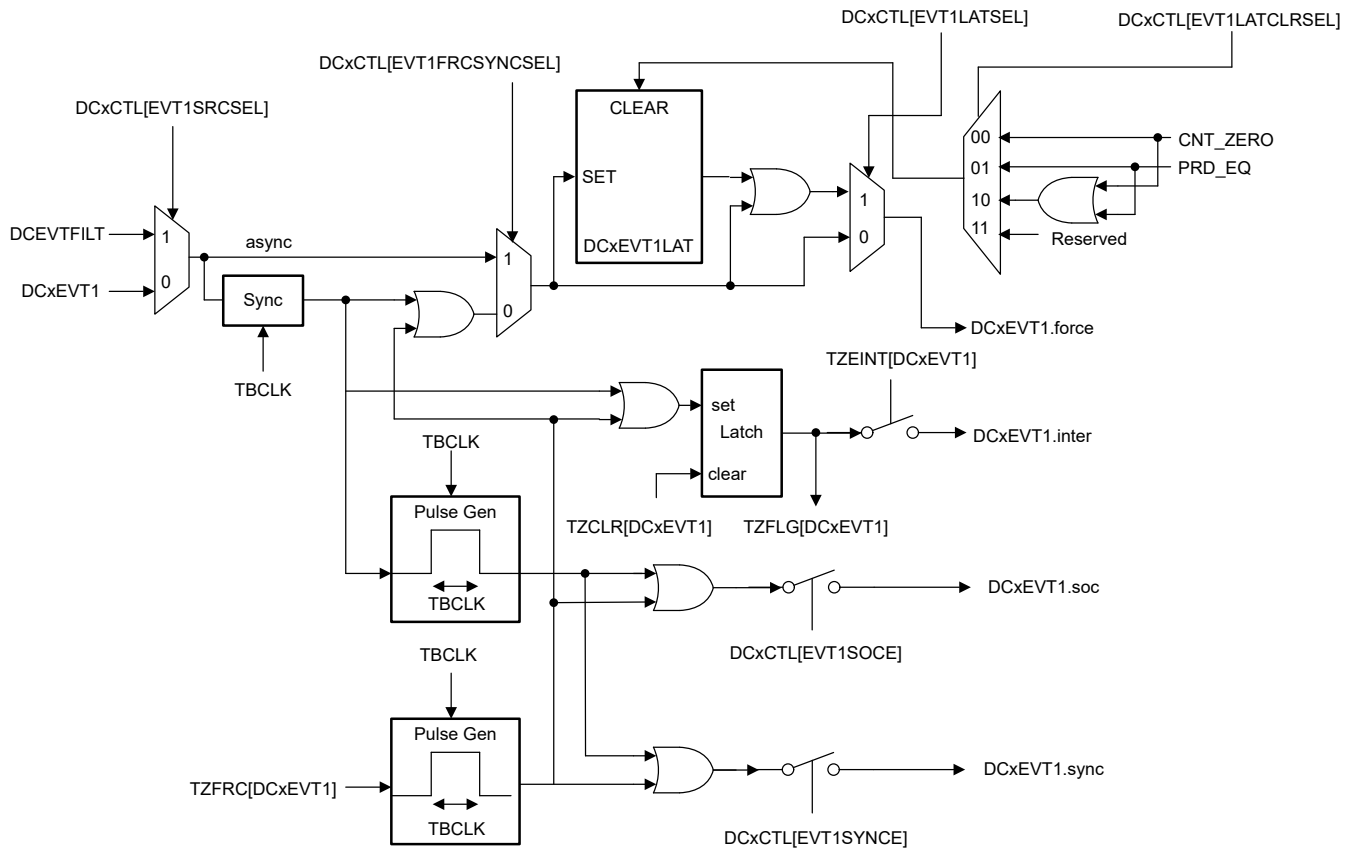 DCxCTL[EVT1LATSEL]
DCxCTL[EVT1LATCLRSEL]
DCxCTL[EVT1FRCSYNCSEL]
DCxCTL[EVT1SRCSEL]
CLEAR
SET
DCxEVT1LAT
00
01
10
11
CNT_ZERO
PRD_EQ
Reserved
1
0
DCEVTFILT
DCxEVT1
1
0
async
Sync
TBCLK
1
0
DCxEVT1.force
TZEINT[DCxEVT1]
set
Latch
clear
DCxEVT1.inter
TZCLR[DCxEVT1]
TZFLG[DCxEVT1]
TBCLK
Pulse Gen
TBCLK
DCxEVT1.soc
DCxCTL[EVT1SOCE]
TBCLK
Pulse Gen
TBCLK
TZFRC[DCxEVT1]
DCxEVT1.sync
DCxCTL[EVT1SYNCE]